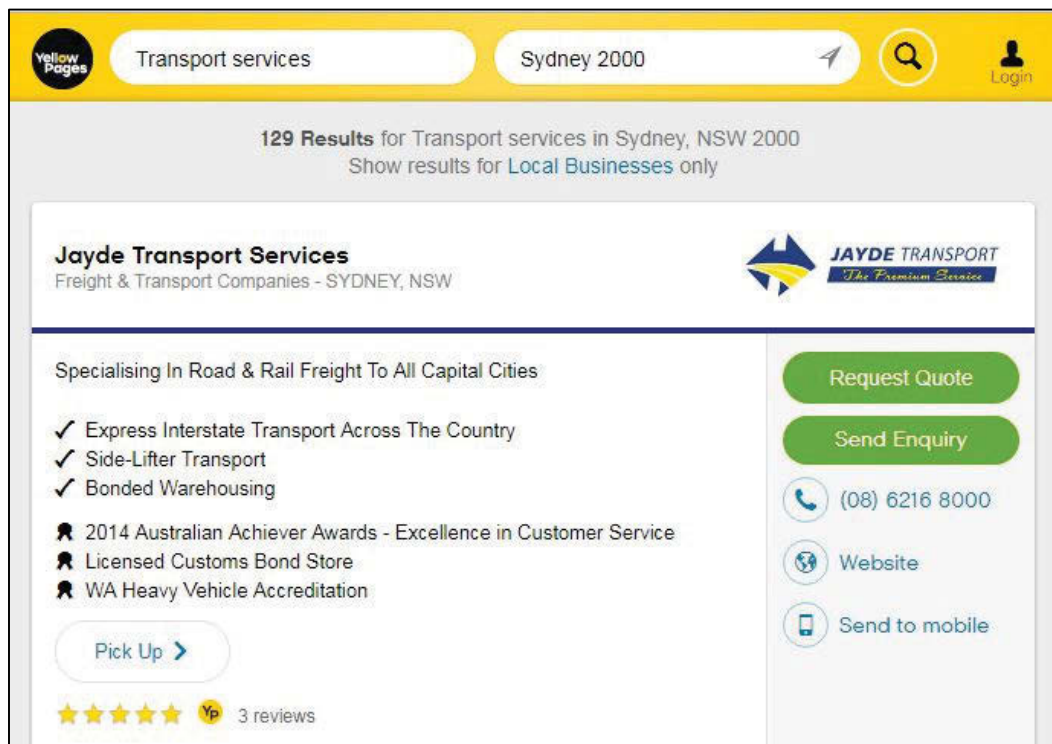 Yellow
Pages
Transport services
Sydney 2000
Login
129 Results for Transport services in Sydney, NSW 2000
Show results for Local Businesses only
Jayde Transport Services
Freight & Transport Companies - SYDNEY, NSW
JAYDE TRANSPORT
The Premium Service
Specialising In Road & Rail Freight To All Capital Cities
Express Interstate Transport Across The Country
Side-Lifter Transport
Bonded Warehousing
2014 Australian Achiever Awards - Excellence in Customer Service
Licensed Customs Bond Store
WA Heavy Vehicle Accreditation
Pick Up
YP
3 reviews
Request Quote
Send Enquiry
(08) 6216 8000
Website
Send to mobile